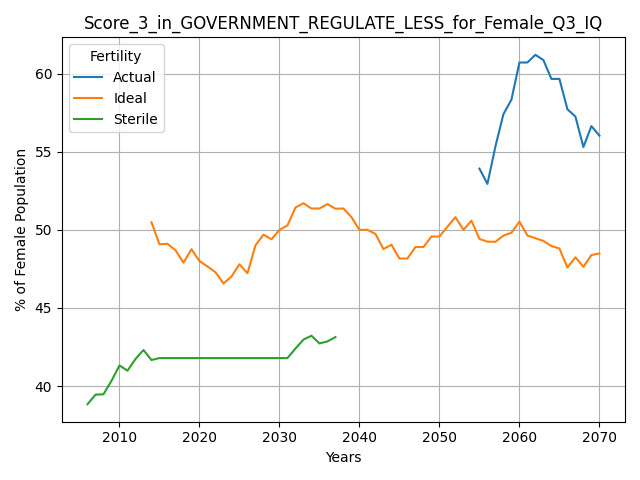 Score_3_in_GOVERNMENT_REGULATE_LESS_for_Female_Q3_IQ
Fertility
Actual
Ideal
Sterile
% of Female Population
60
55
50
45
40
2010 2020 2030 2040 2050 2060 2070
Years